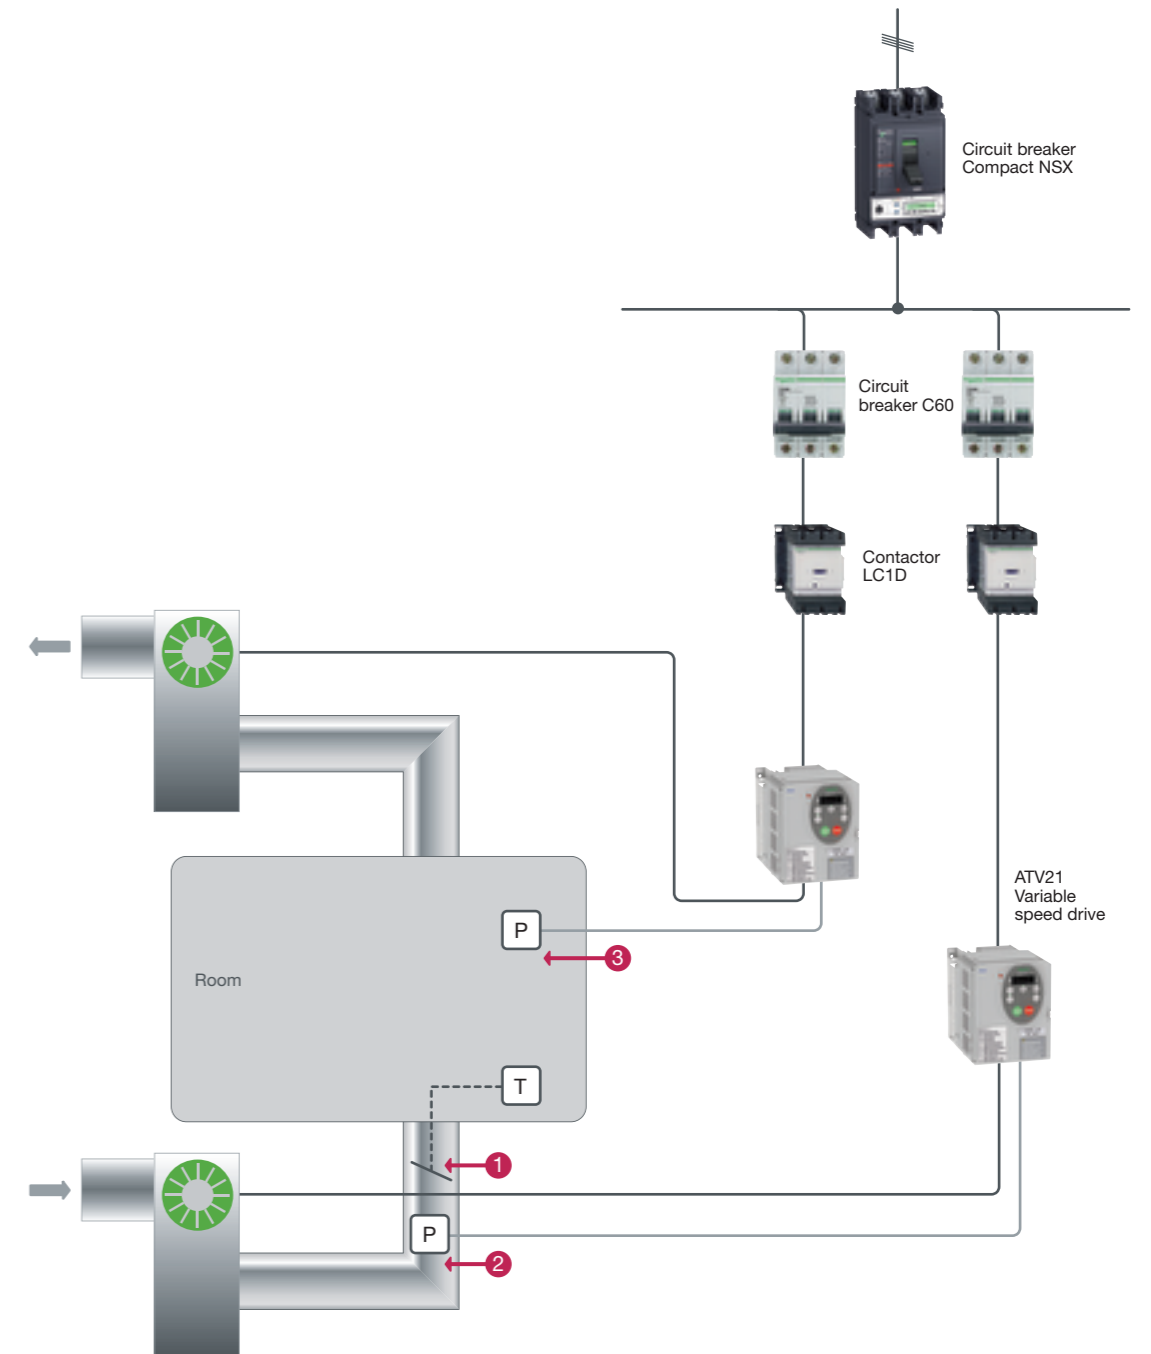 Circuit breaker
Compact NSX
Circuit
breaker C60
Contactor
LC1D
ATV21
Variable
speed drive
P
3
Room
T
1
P
2